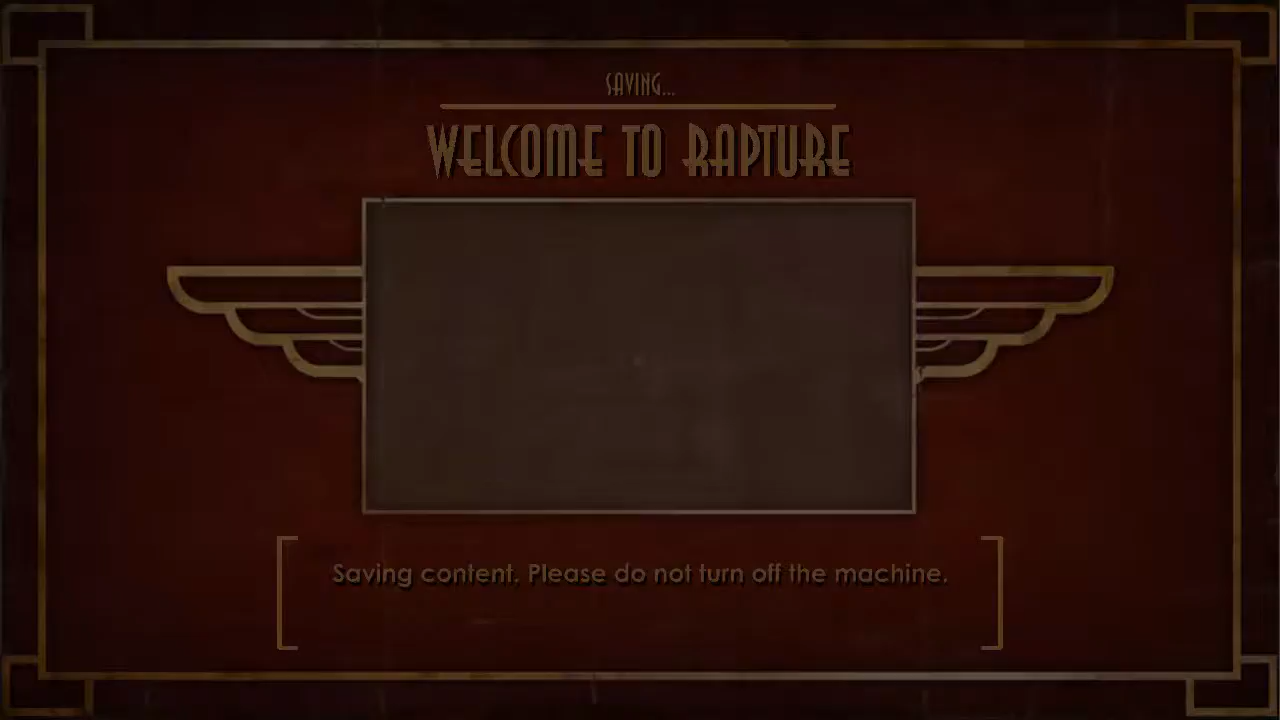 SAVING...
WELCOME TO RAPTURE
Saving content. Please do not turn off the machine.